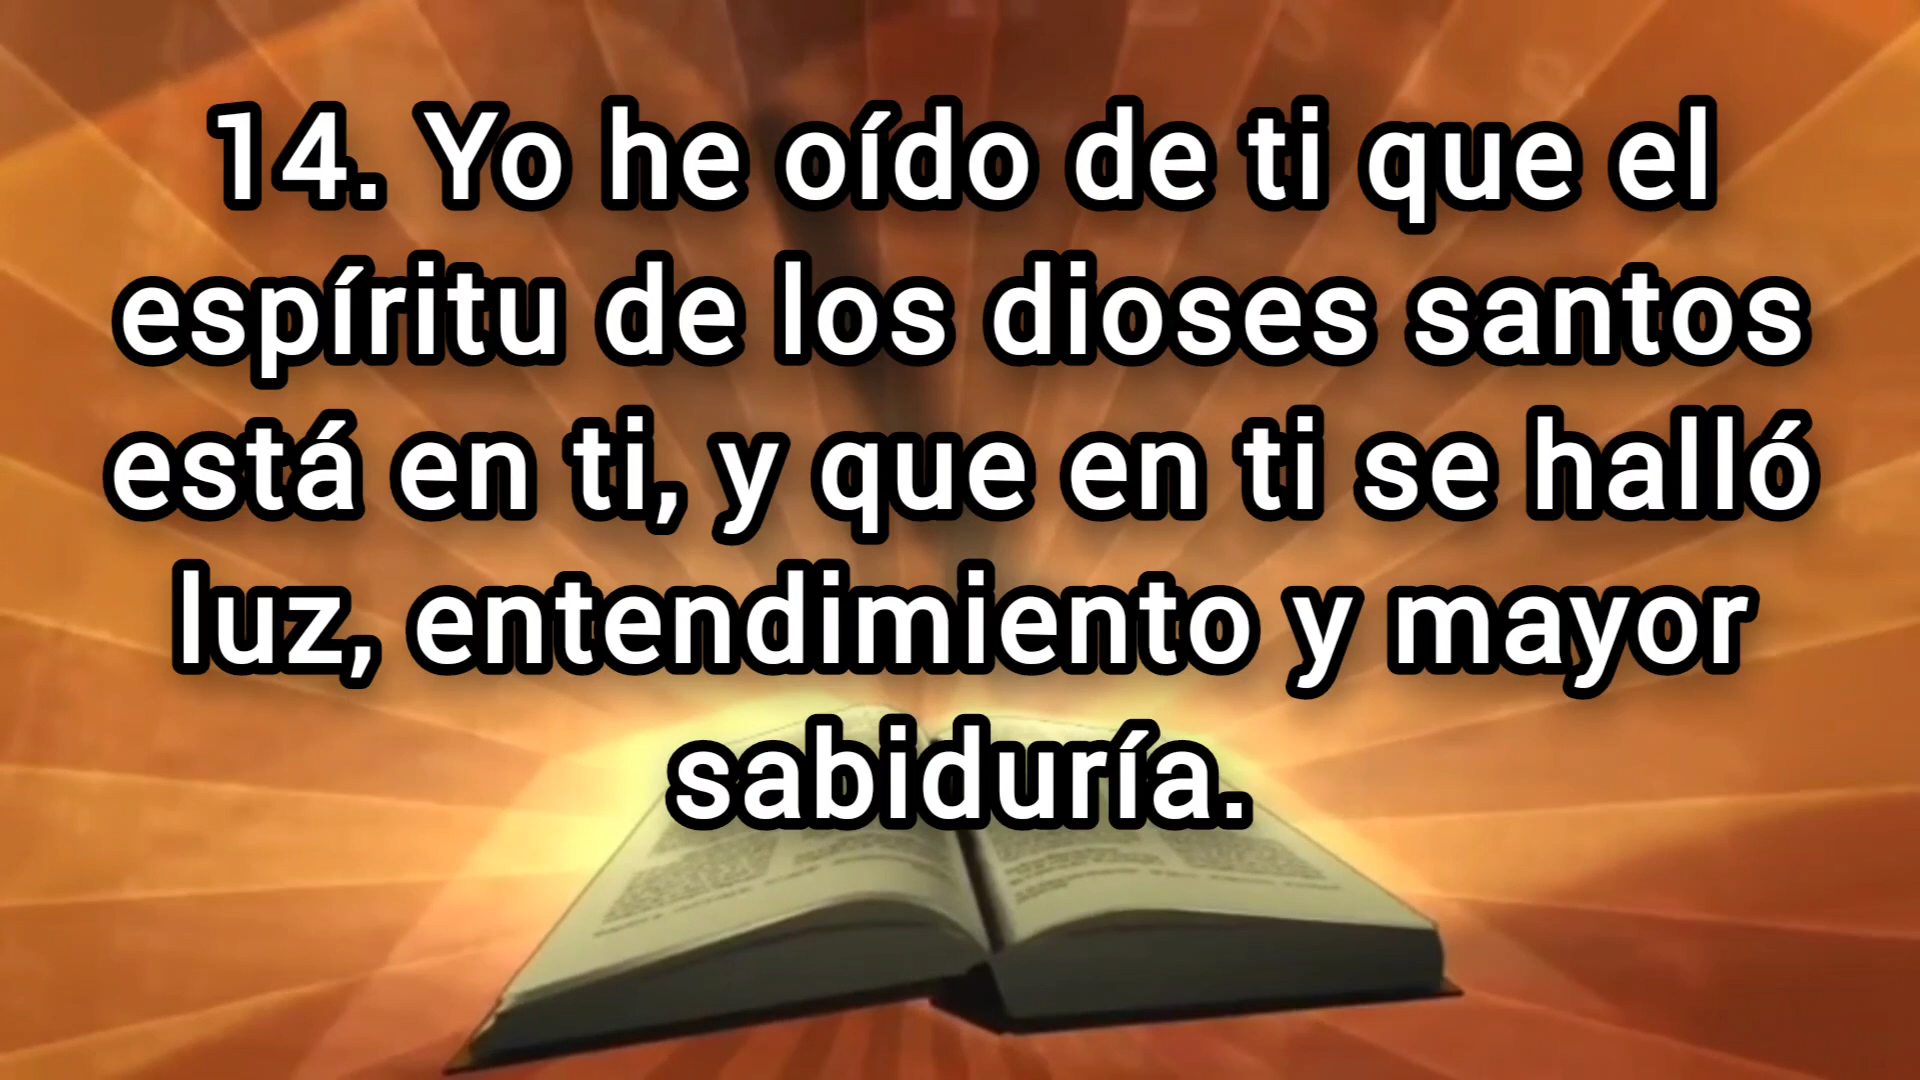 14. Yo he oído de ti que el
espíritu de los dioses santos
está en ti, y que en ti se halló
luz, entendimiento y mayor
sabiduría.